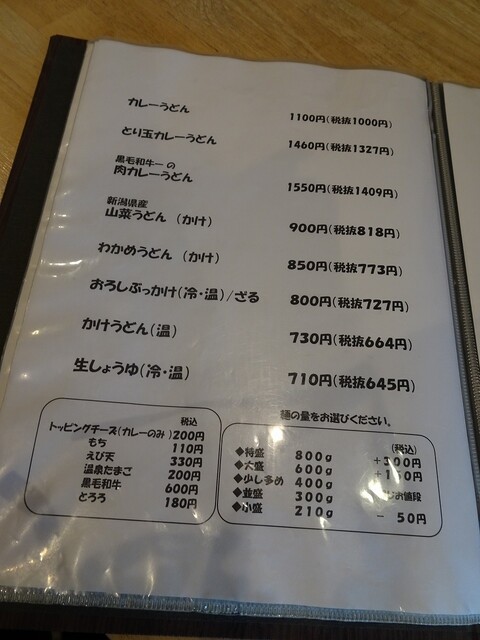 カレーうどん 1100円(税抜1000円)
とり玉カレーうどん 1460円(税抜1327円)
黒毛和牛一の
肉カレーうどん 1550円(税抜1409円)
新潟県産
山菜うどん (かけ) 900円(税抜818円)
わかめうどん (かけ) 850円(税抜773円)
おろしぶっかけ(冷・温)/ざる 800円(税抜727円)
かけうどん(温) 730円(税抜664円)
生しょうゆ(冷・温) 710円(税抜645円)
税込
トッピングチーズ(カレーのみ)200円
もち 110円
えび天 330円
温泉たまご 200円
黒毛和牛 600円
とろろ 180円
麺の量をお選びください。
(税込)
◆特盛 800g
◆大盛 600g
◆少し多め 400g
◆並盛 300g お値段
◆小盛 210g － 50円